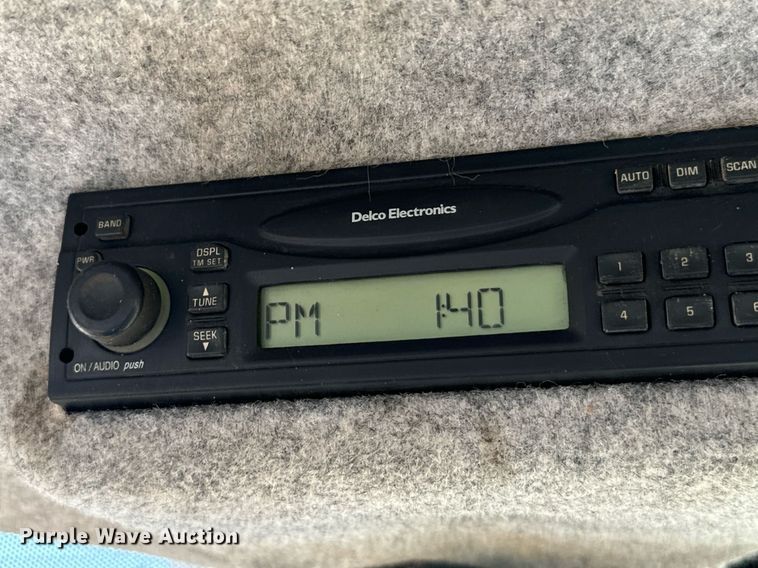 AUTO DIM SCAN
Delco Electronics
BAND
PWR
DSPL
TM SET
TUNE
SEEK
PM 1:40
1 2 3
4 5 6
ON / AUDIO push
Purple Wave Auction